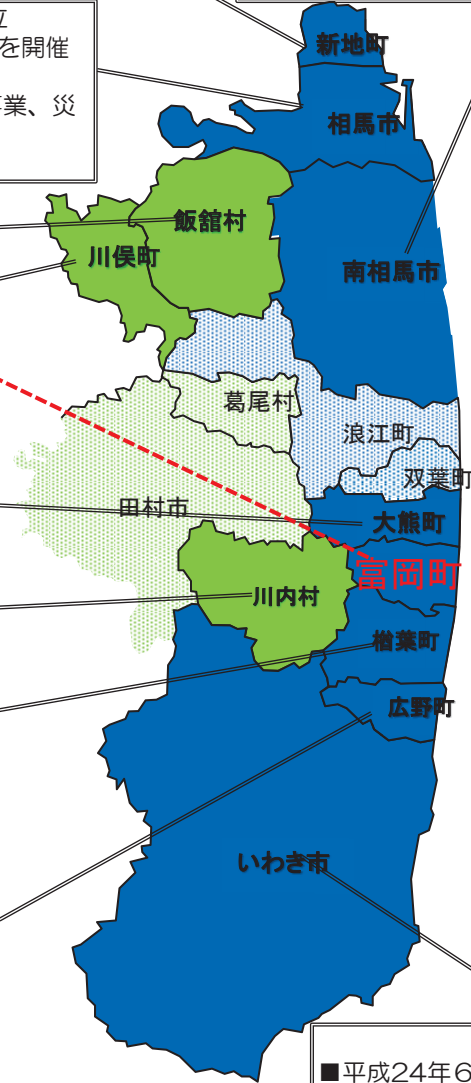 立
を開催
業、災
新地町
相馬市
飯舘村
川俣町
南相馬市
葛尾村
浪江町
双葉町
田村市
大熊町
富岡町
川内村
楢葉町
広野町
いわき市
■平成24年6